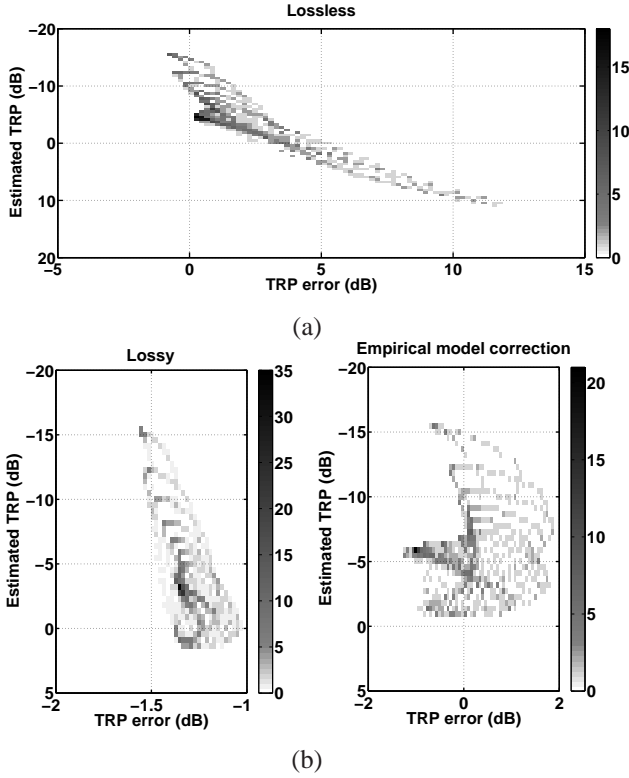 Lossless
−20
−10
0
10
20
Estimated TRP (dB)
−5 0 5 10 15
TRP error (dB)
15
10
5
0
(a)
Lossy
−20
−15
−10
−5
0
5
Estimated TRP (dB)
−2 −1.5 −1
TRP error (dB)
35
30
25
20
15
10
5
0
Empirical model correction
−20
−15
−10
−5
0
5
Estimated TRP (dB)
−2 0 2
TRP error (dB)
20
15
10
5
0
(b)